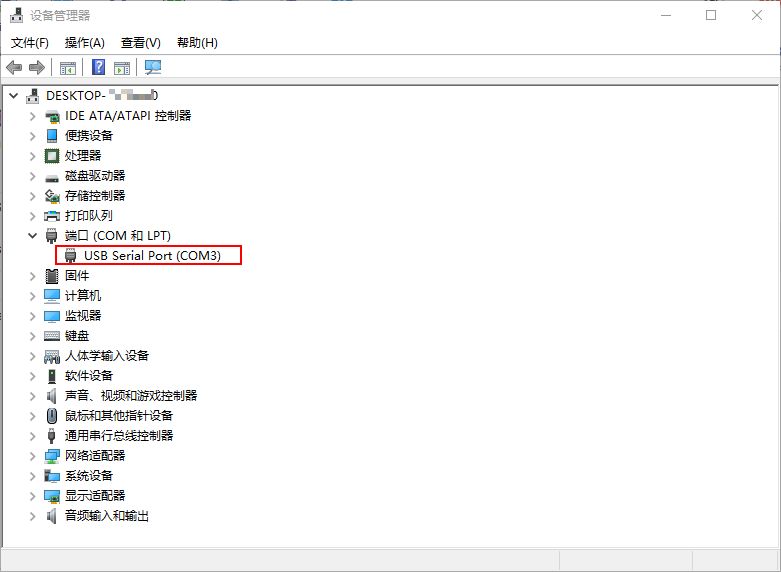 设备管理器
文件(F) 操作(A) 查看(V) 帮助(H)
DESKTOP-
IDE ATA/ATAPI 控制器
便携设备
处理器
磁盘驱动器
存储控制器
打印队列
端口 (COM 和 LPT)
USB Serial Port (COM3)
固件
计算机
监视器
键盘
人体学输入设备
软件设备
声音、视频和游戏控制器
鼠标和其他指针设备
通用串行总线控制器
网络适配器
系统设备
显示适配器
音频输入和输出